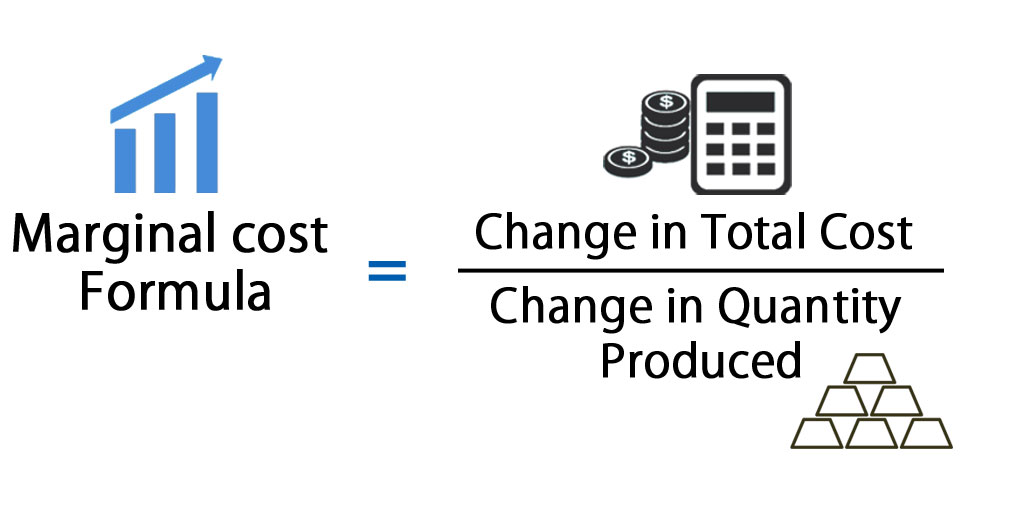 Marginal cost
Formula
=
Change in Total Cost
Change in Quantity
Produced
$
$